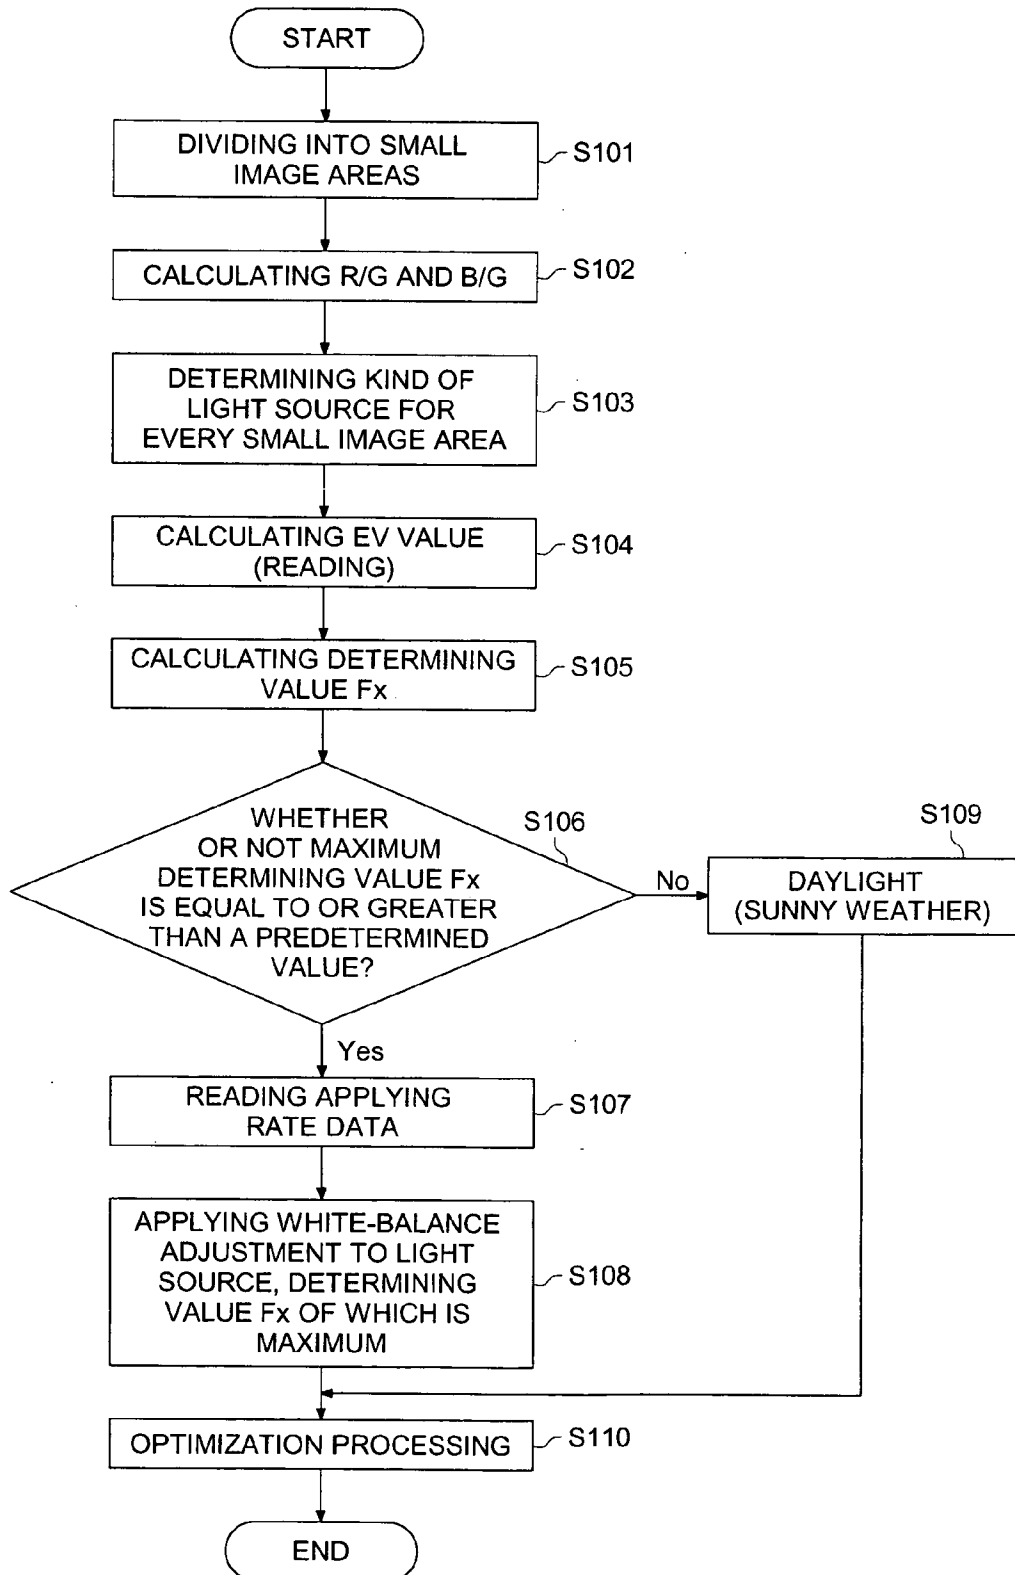 START
DIVIDING INTO SMALL
IMAGE AREAS
S101
CALCULATING R/G AND B/G
S102
DETERMINING KIND OF
LIGHT SOURCE FOR
EVERY SMALL IMAGE AREA
S103
CALCULATING EV VALUE
(READING)
S104
CALCULATING DETERMINING
VALUE Fx
S105
WHETHER
OR NOT MAXIMUM
DETERMINING VALUE Fx
IS EQUAL TO OR GREATER
THAN A PREDETERMINED
VALUE?
S106
No
S109
DAYLIGHT
(SUNNY WEATHER)
Yes
READING APPLYING
RATE DATA
S107
APPLYING WHITE-BALANCE
ADJUSTMENT TO LIGHT
SOURCE, DETERMINING
VALUE Fx OF WHICH IS
MAXIMUM
S108
OPTIMIZATION PROCESSING
S110
END